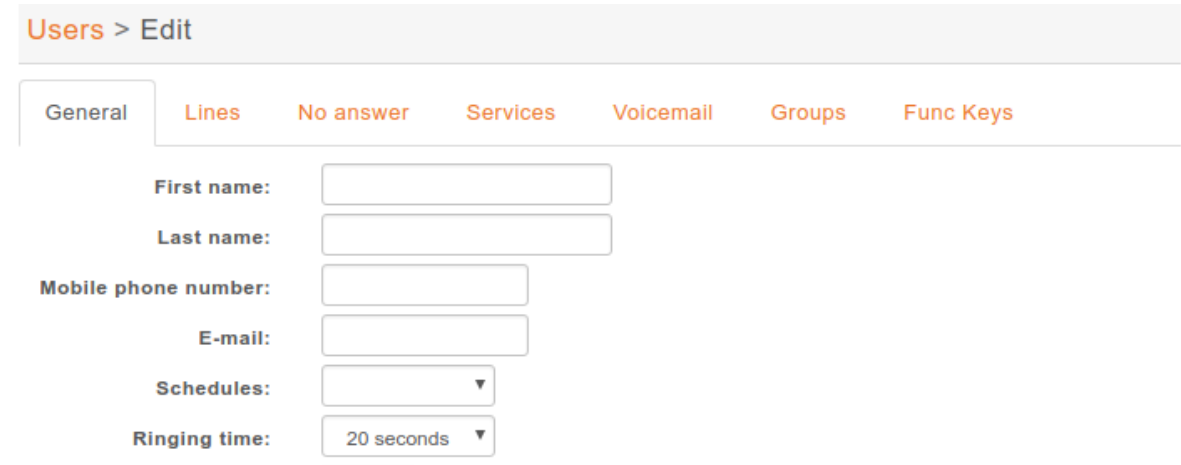 Users > Edit
General Lines No answer Services Voicemail Groups Func Keys
First name:
Last name:
Mobile phone number:
E-mail:
Schedules:
Ringing time: 20 seconds